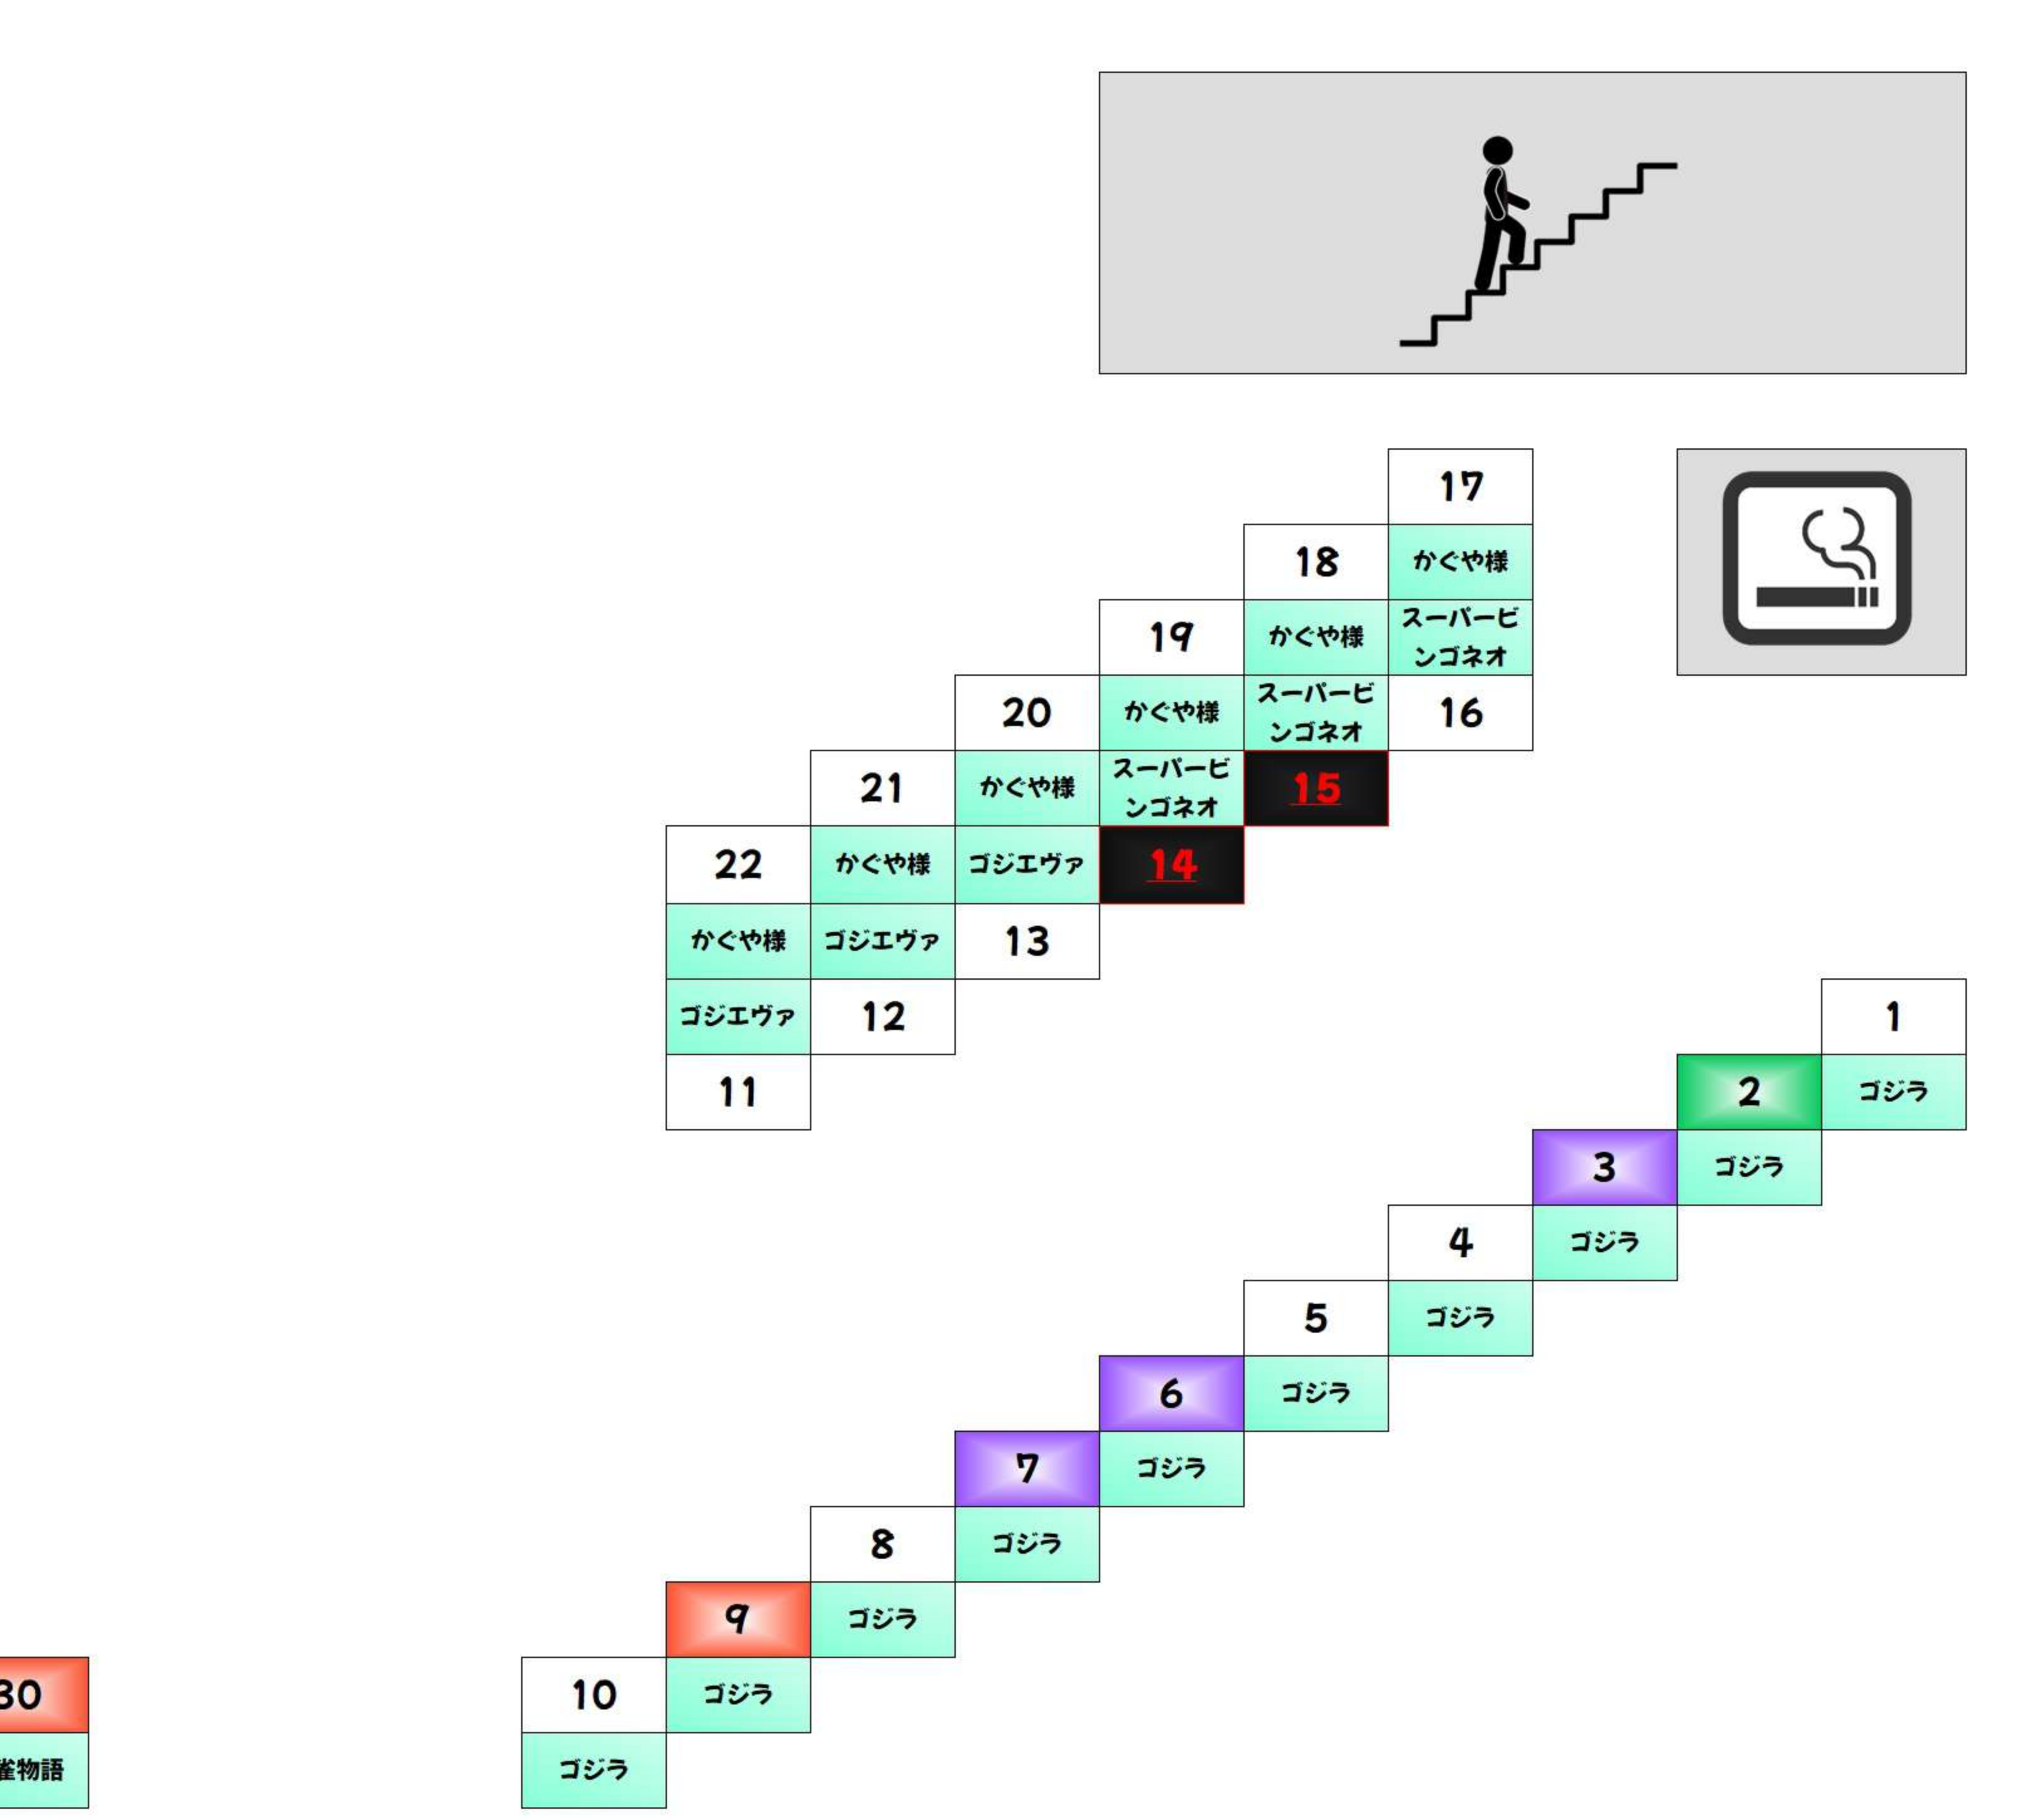 17
18
かぐや様
19
かぐや様
スーパービ
ンゴネオ
20
かぐや様
スーパービ
ンゴネオ
16
21
かぐや様
スーパービ
ンゴネオ
15
22
かぐや様
ゴジエヴァ
14
かぐや様
ゴジエヴァ
13
ゴジエヴァ
12
1
11
2
ゴジラ
3
ゴジラ
4
ゴジラ
5
ゴジラ
6
ゴジラ
7
ゴジラ
8
ゴジラ
9
ゴジラ
30
10
ゴジラ
雀物語
ゴジラ